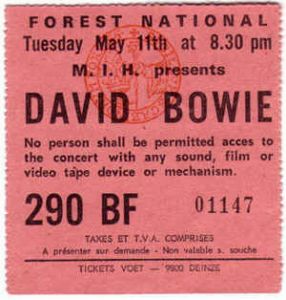 FOREST NATIONAL
Tuesday May 11th at 8.30 pm
M. I. H. presents
DAVID BOWIE
No person shall be permitted acces to
the concert with any sound, film or
video tape device or mechanism.
290 BF 01147
TAXES ET T.V.A. COMPRISES
A présenter sur demande - Non valable s. souche
TICKETS VOET — 9800 DEINZE